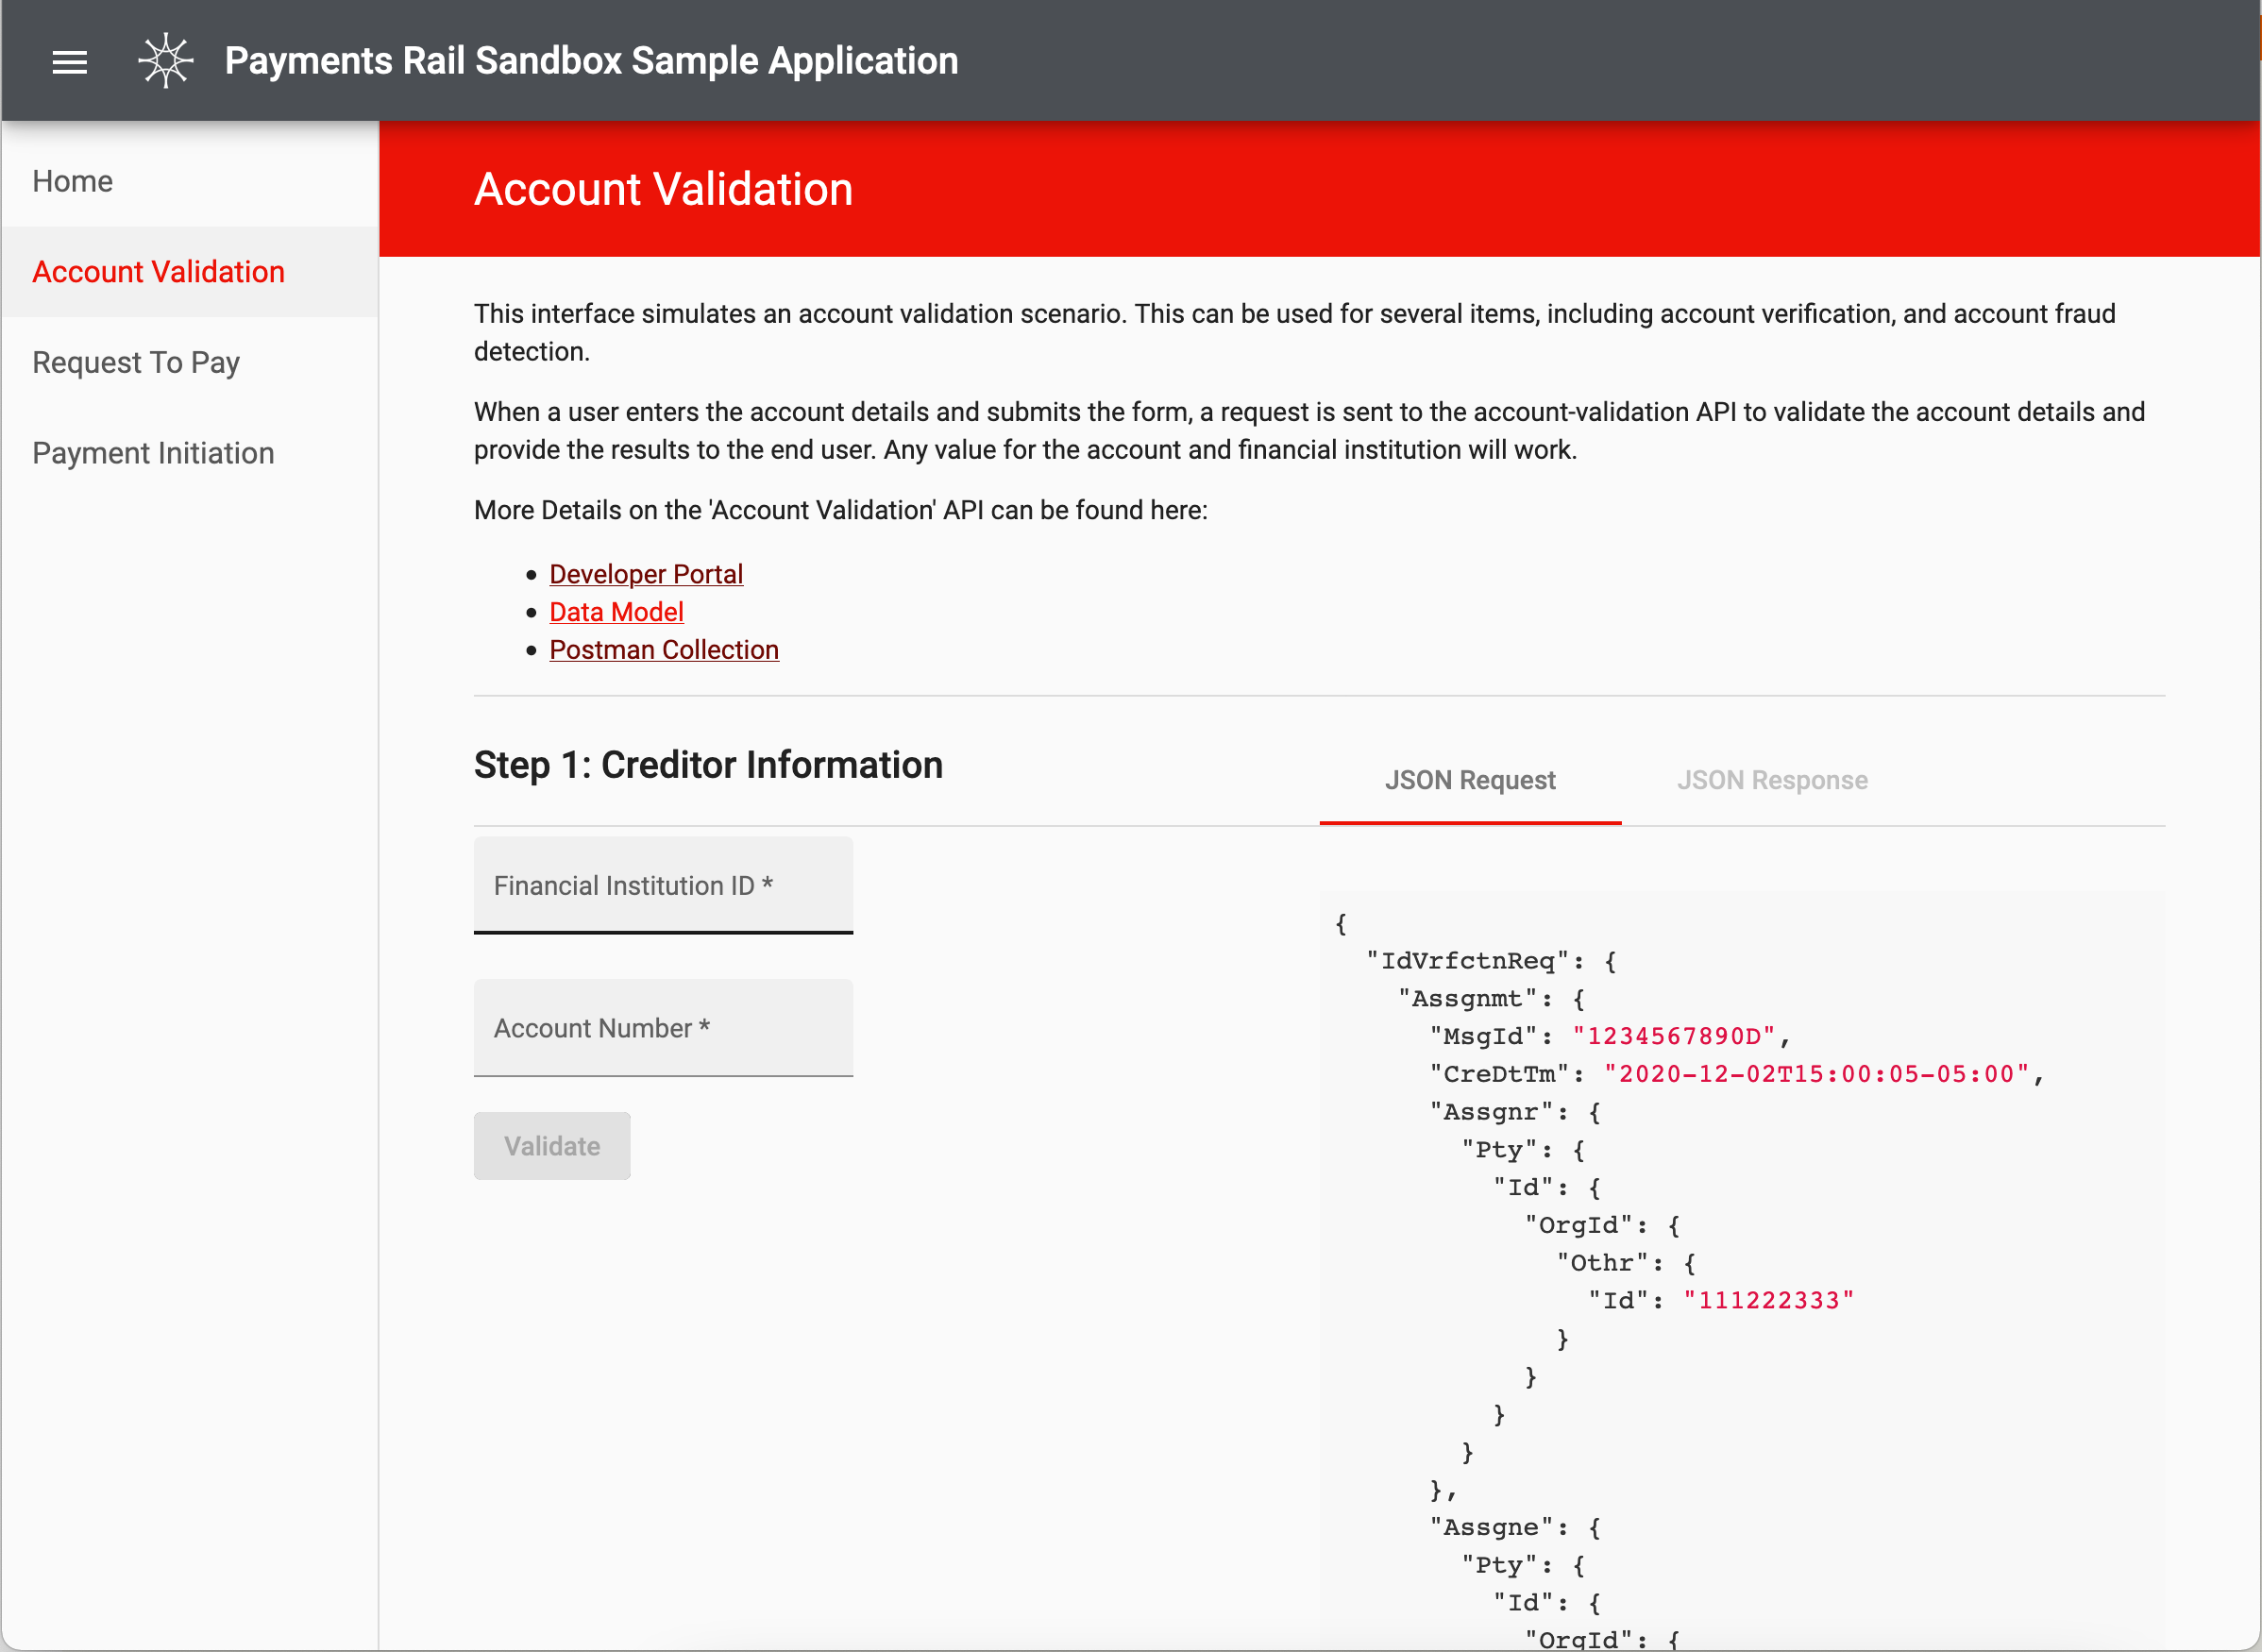 Payments Rail Sandbox Sample Application
Home
Account Validation
Request To Pay
Payment Initiation
Account Validation
This interface simulates an account validation scenario. This can be used for several items, including account verification, and account fraud
detection.
When a user enters the account details and submits the form, a request is sent to the account-validation API to validate the account details and
provide the results to the end user. Any value for the account and financial institution will work.
More Details on the 'Account Validation' API can be found here:
Developer Portal
Data Model
Postman Collection
Step 1: Creditor Information
Financial Institution ID *
Account Number *
Validate
JSON Request
JSON Response
{
"IdVrfctnReq": {
"Assgnmt": {
"MsgId": "1234567890D",
"CreDtTm": "2020-12-02T15:00:05-05:00",
"Assgnr": {
"Pty": {
"Id": {
"OrgId": {
"Othr": {
"Id": "111222333"
}
}
}
}
},
"Assgne": {
"Pty": {
"Id": {
"OrgId": {